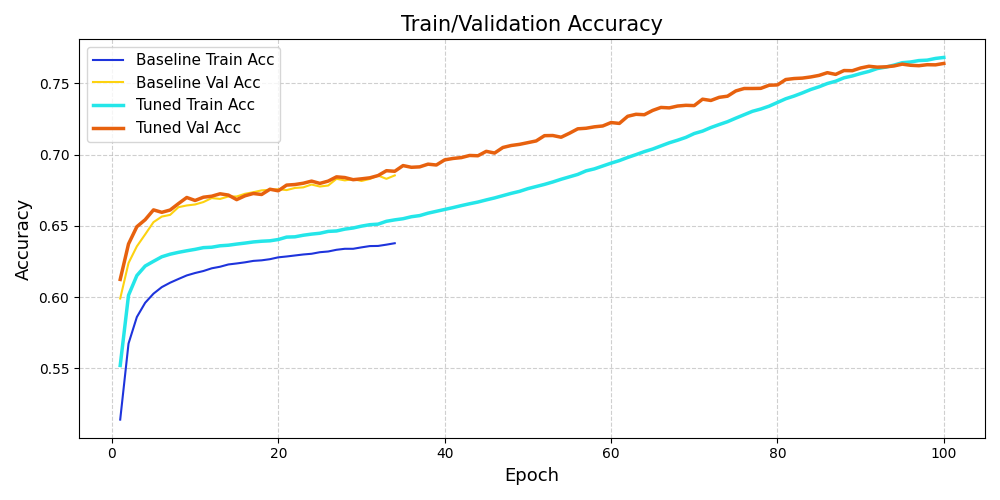 Train/Validation Accuracy
Baseline Train Acc
Baseline Val Acc
Tuned Train Acc
Tuned Val Acc
Accuracy
0.75
0.70
0.65
0.60
0.55
0 20 40 60 80 100
Epoch